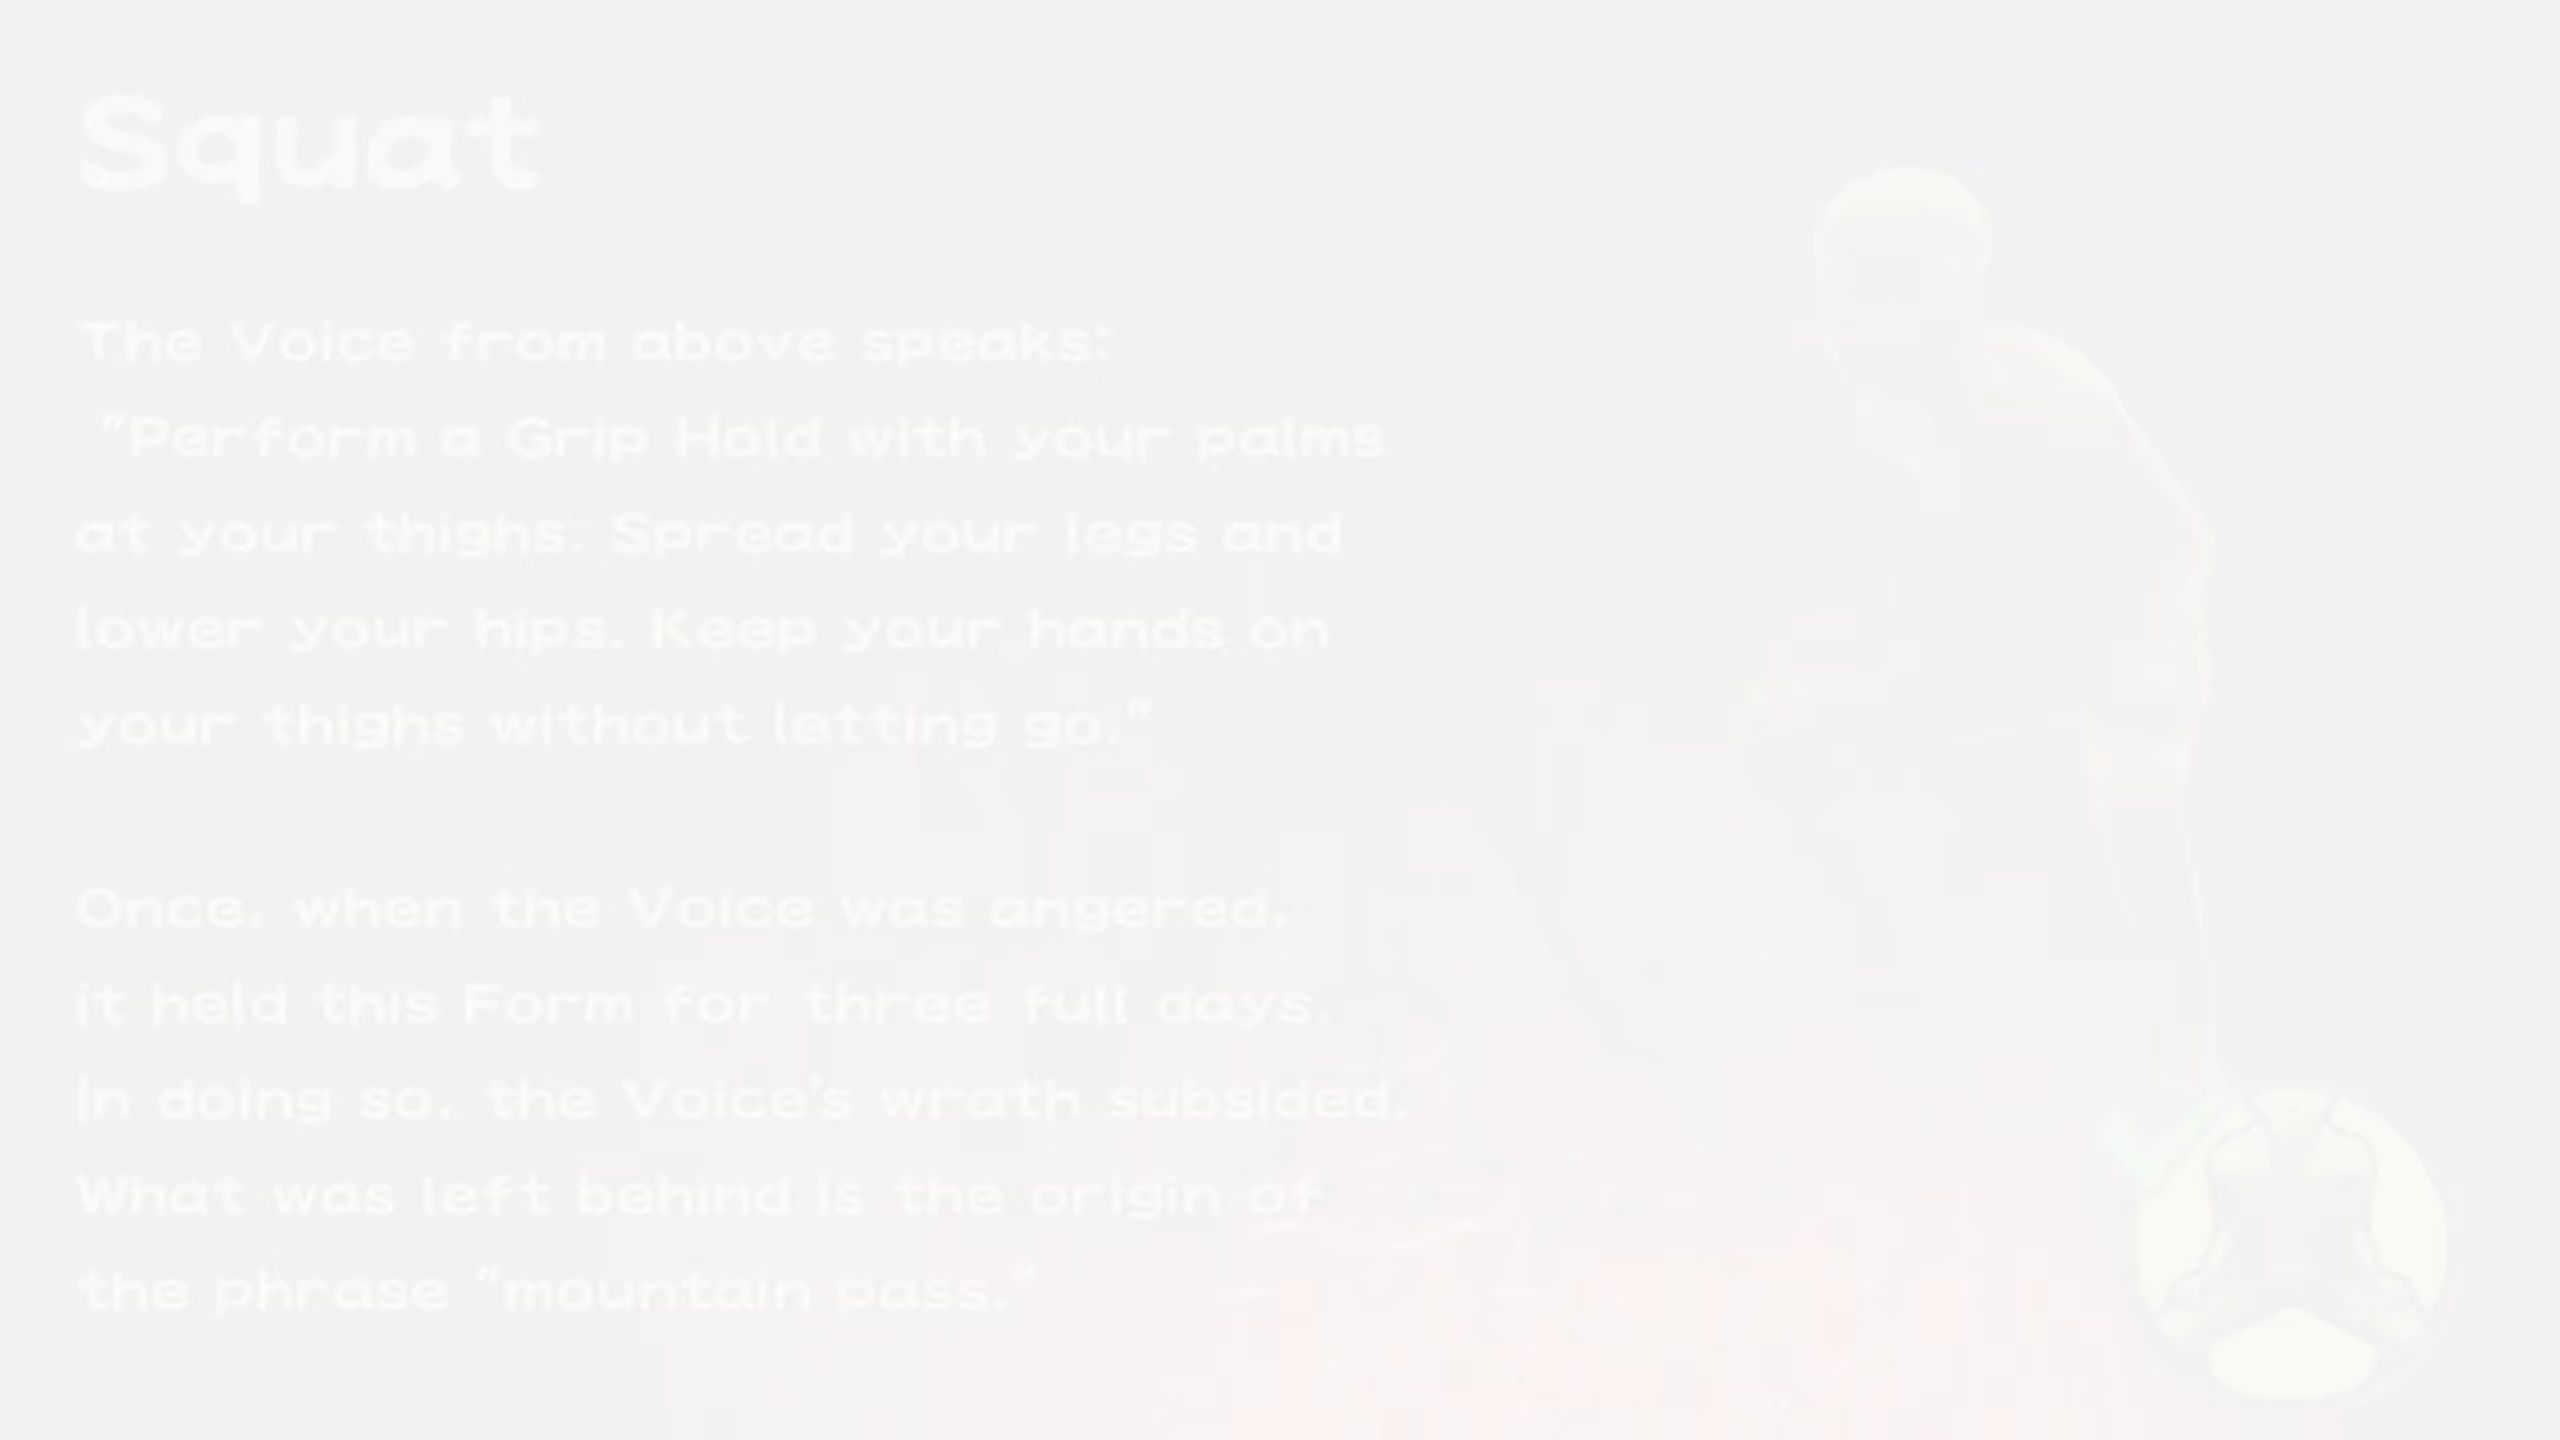 Squat
The Voice from above speaks:
"Perform a Grip Hold with your palms
at your thighs. Spread your legs and
lower your hips. Keep your hands on
your thighs without letting go."
Once, when the Voice was angered,
it held this Form for three full days.
In doing so, the Voice's wrath subsided.
What was left behind is the origin of
the phrase "mountain pass."